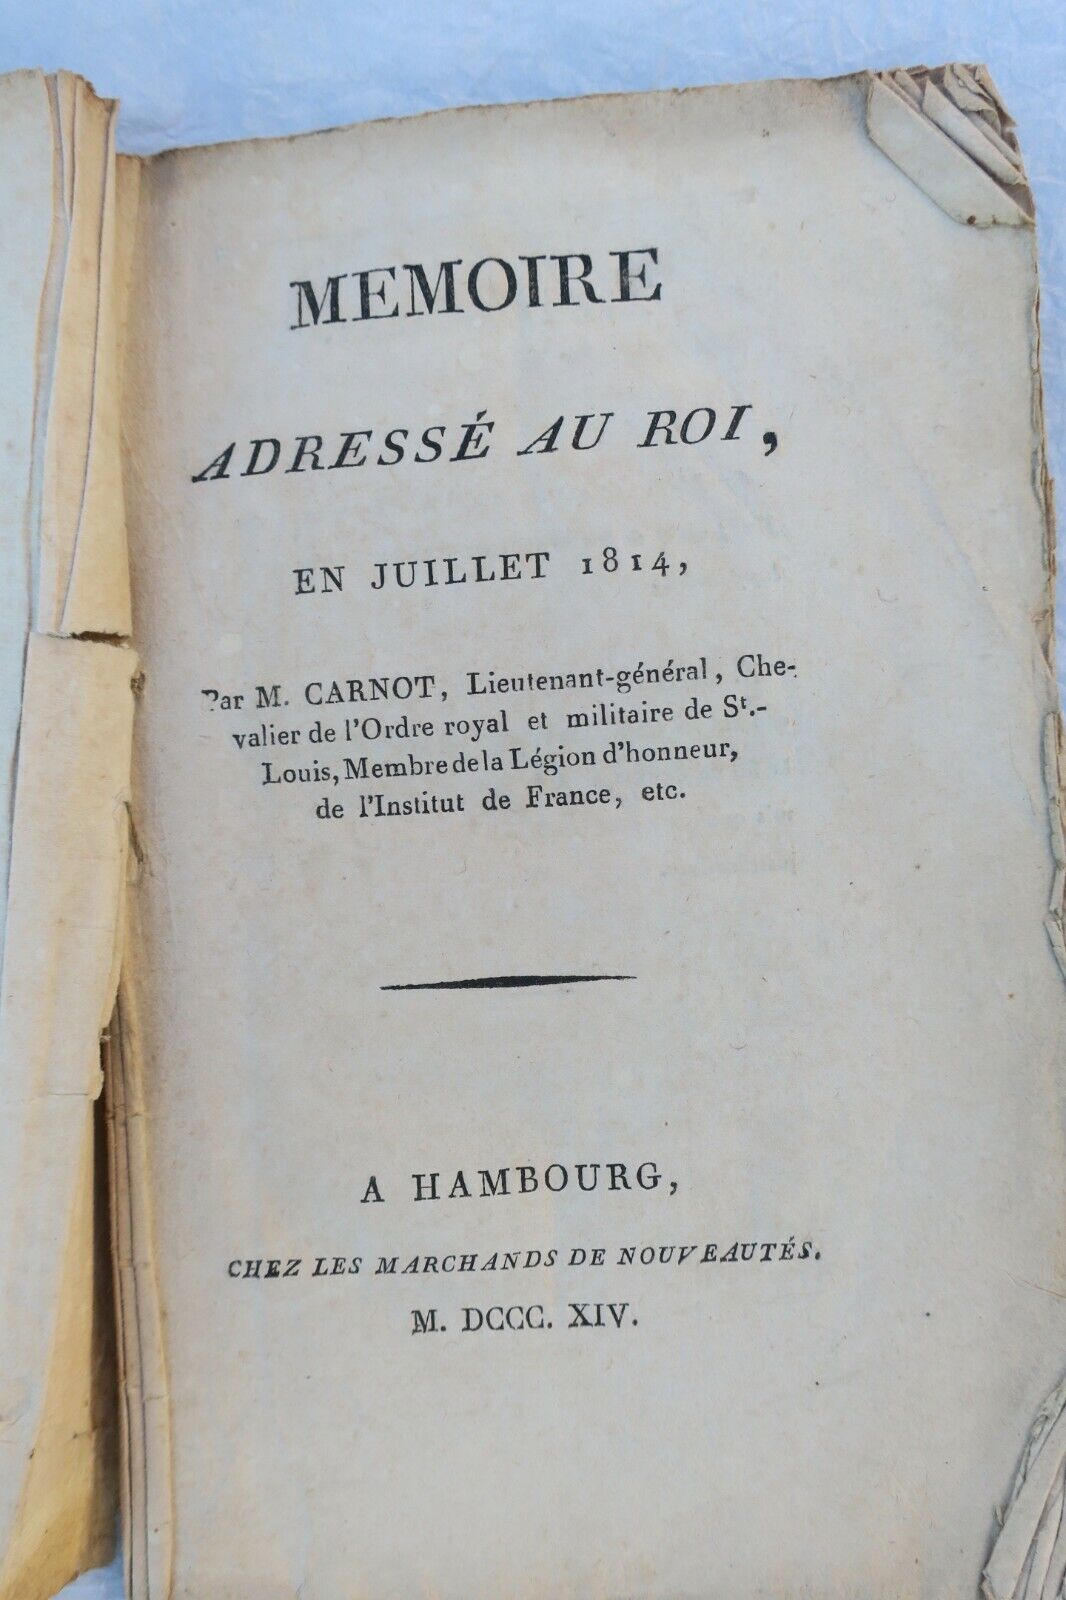 MEMOIRE
ADRESSÉ AU ROI,
EN JUILLET 1814,
Par M. CARNOT, Lieutenant-général, Che-
valier de l'Ordre royal et militaire de St.-
Louis, Membre de la Légion d'honneur,
de l'Institut de France, etc.
A HAMBOURG,
CHEZ LES MARCHANDS DE NOUVEAUTÉS.
M. DCCC. XIV.